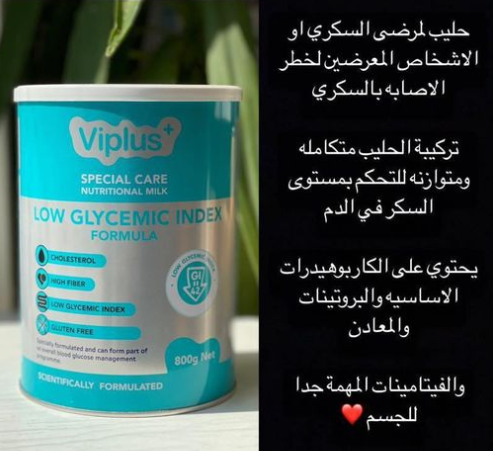 Viplus+
SPECIAL CARE
NUTRITIONAL MILK
LOW GLYCEMIC INDEX
FORMULA
CHOLESTEROL
HIGH FIBER
LOW GLYCEMIC INDEX
GLUTEN FREE
LOW GLYCEMIC INDEX
GI
Specially formulated and can form part of
blood glucose management
programme.
800g Net
SCIENTIFICALLY FORMULATED
حليب لمرضى السكري او
الاشخاص المعرضين لخطر
الاصابه بالسكري
تركيبة الحليب متكامله
ومتوازنه للتحكم بمستوى
السكر في الدم
يحتوي على الكاربوهيدرات
الاساسيه والبروتينات
والمعادن
والفيتامينات المهمة جدا
للجسم❤️